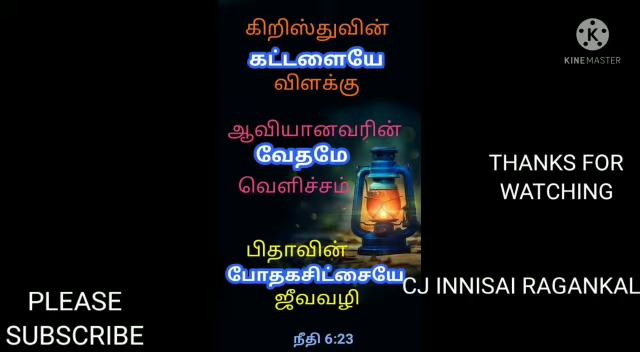 கிறிஸ்துவின்
கட்டளையே
விளக்கு
ஆவியானவரின்
வேதமே
வெளிச்சம்
பிதாவின்
போதகசிட்சையே
ஜீவவழி
நீதி 6:23
KINEMASTER
THANKS FOR
WATCHING
CJ INNISAI RAGANKAL
PLEASE
SUBSCRIBE